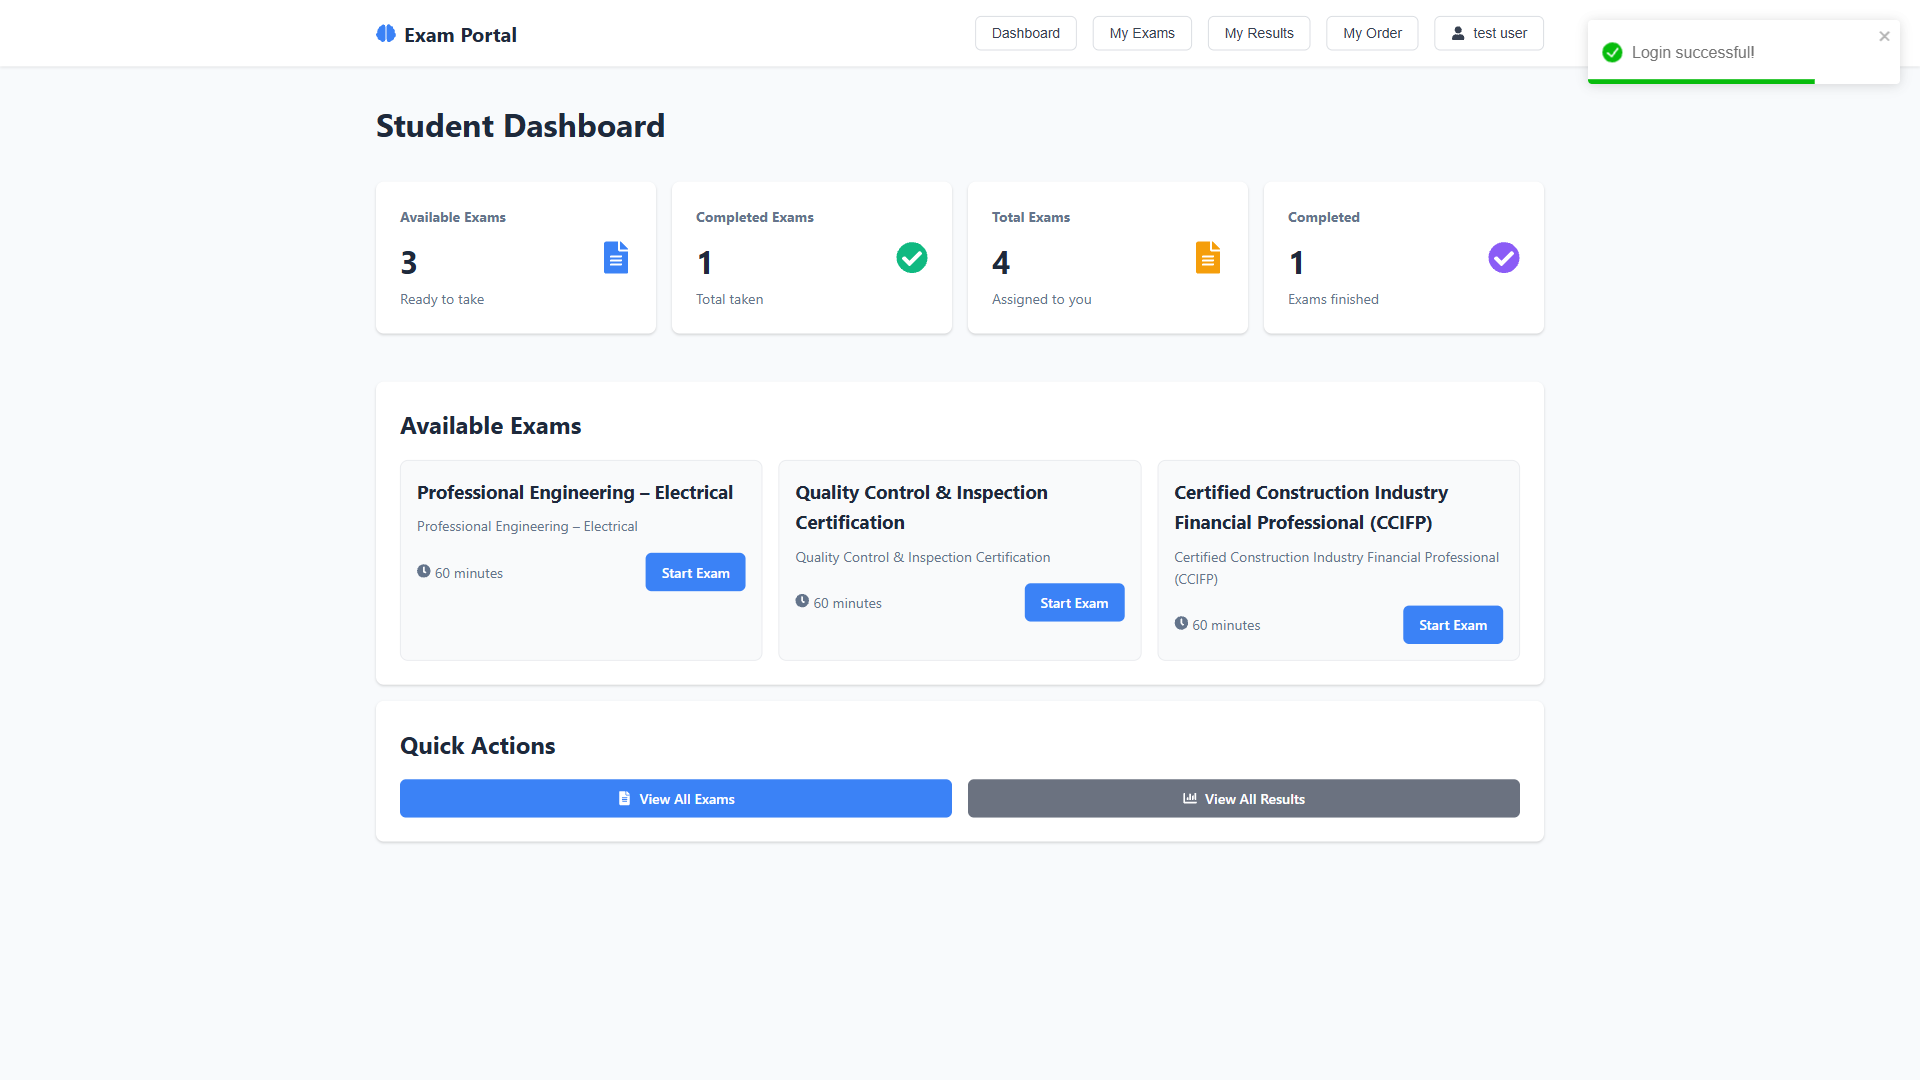 Exam Portal
Dashboard
My Exams
My Results
My Order
test user
Login successful!
Student Dashboard
Available Exams
3
Ready to take
Completed Exams
1
Total taken
Total Exams
4
Assigned to you
Completed
1
Exams finished
Available Exams
Professional Engineering – Electrical
Professional Engineering – Electrical
60 minutes
Start Exam
Quality Control & Inspection
Certification
Quality Control & Inspection Certification
60 minutes
Start Exam
Certified Construction Industry
Financial Professional (CCIFP)
Certified Construction Industry Financial Professional
(CCIFP)
60 minutes
Start Exam
Quick Actions
View All Exams
View All Results